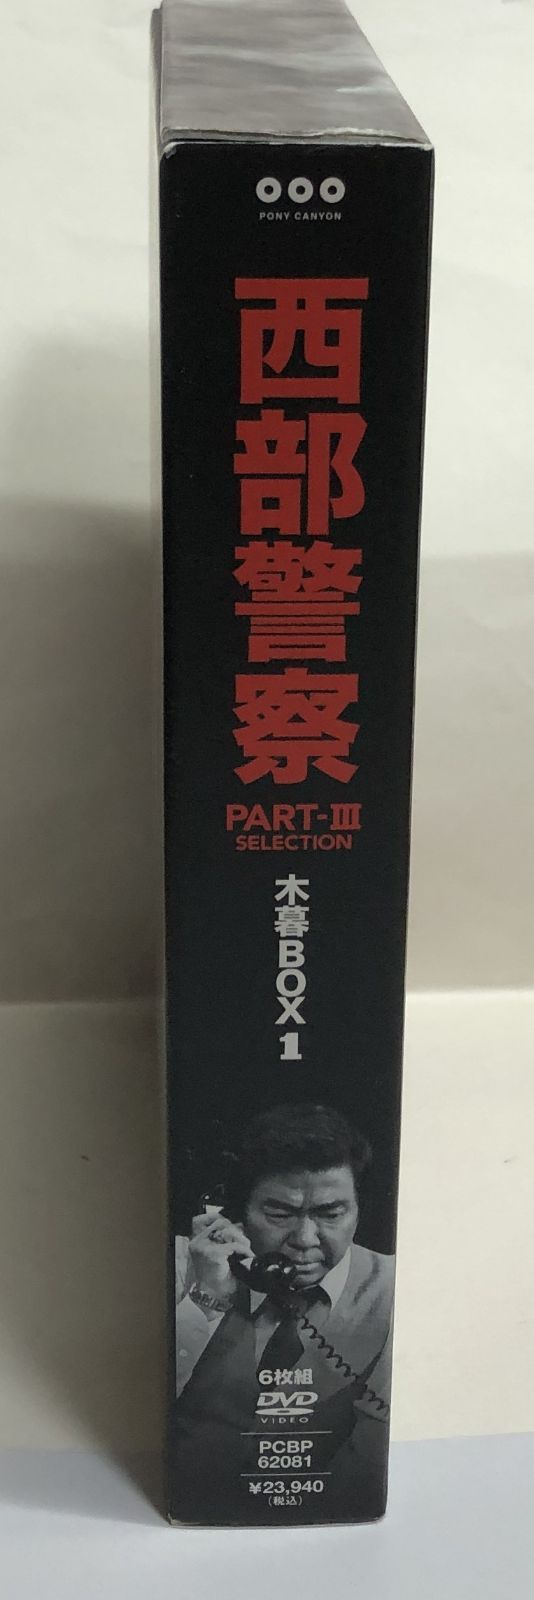 PONY CANYON
西部警察
PART-III
SELECTION
木暮BOX 1
6枚組
DVD
VIDEO
PCBP
62081
¥23,940
(税込)